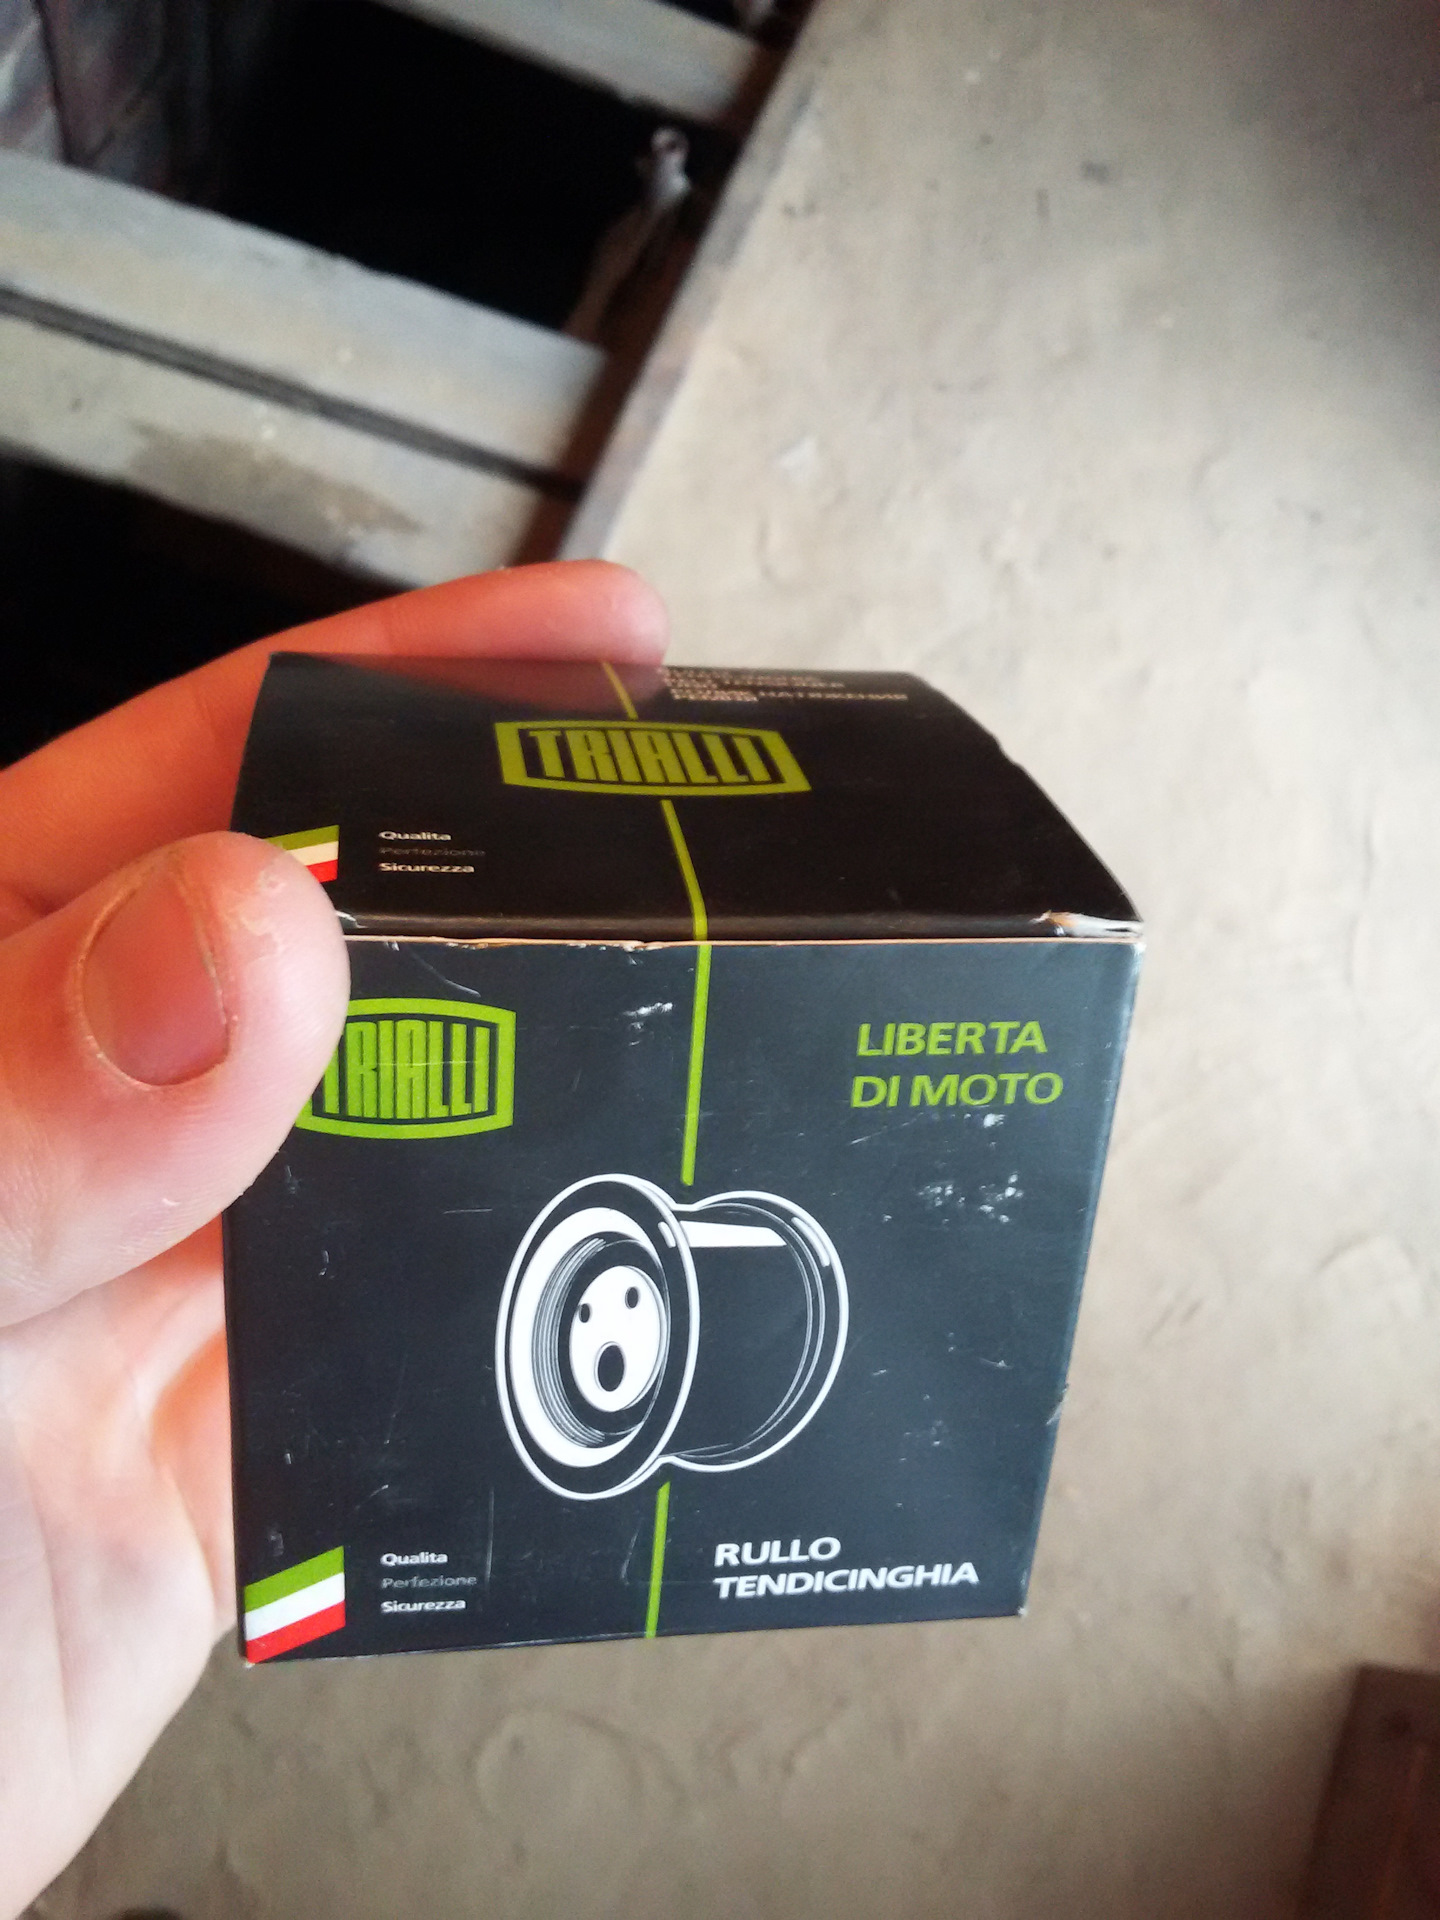 TRIALLI
Qualita
Perfezione
Sicurezza
TRIALLI
LIBERTA
DI MOTO
Qualita
Perfezione
Sicurezza
RULLO
TENDICINGHIA